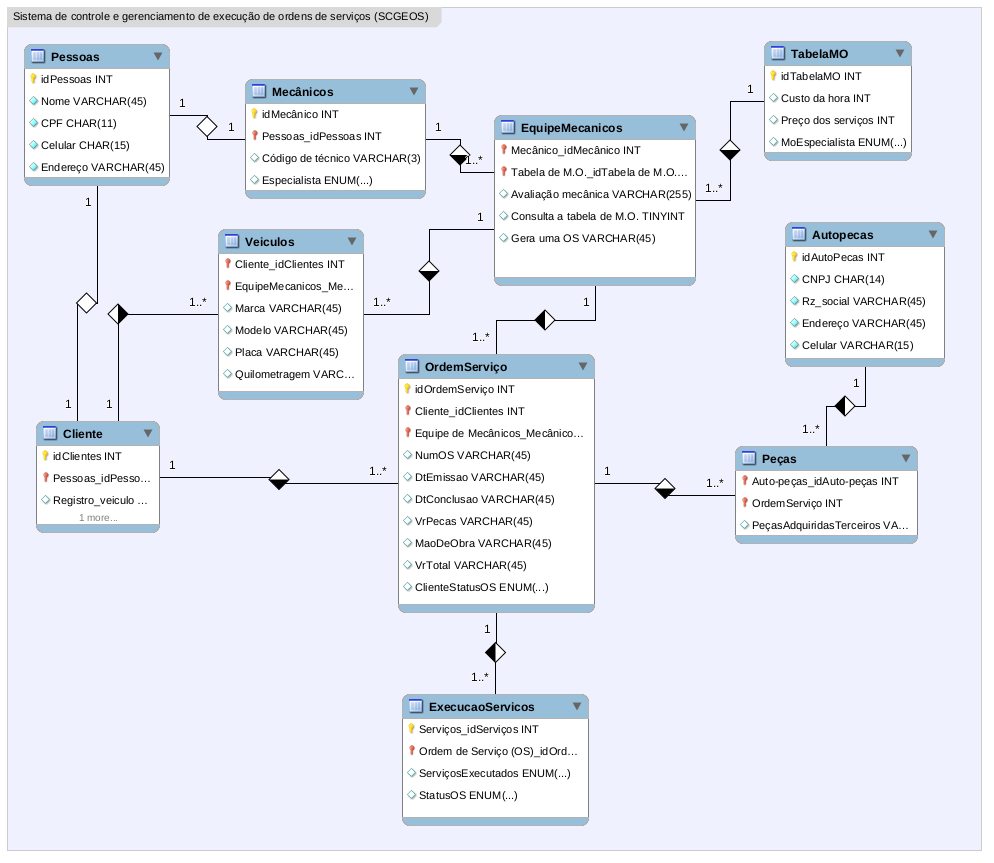 Sistema de controle e gerenciamento de execução de ordens de serviços (SCGEOS)
Pessoas
idPessoas INT
Nome VARCHAR(45)
CPF CHAR(11)
Celular CHAR(15)
Endereço VARCHAR(45)
1
1
Mecânicos
idMecânico INT
Pessoas_idPessoas INT
Código de técnico VARCHAR(3)
Especialista ENUM(...)
1
1..*
EquipeMecanicos
Mecânico_idMecânico INT
Tabela de M.O._idTabela de M.O....
Avaliação mecânica VARCHAR(255)
Consulta a tabela de M.O. TINYINT
Gera uma OS VARCHAR(45)
1
1..*
TabelaMO
idTabelaMO INT
Custo da hora INT
Preço dos serviços INT
MoEspecialista ENUM(...)
1
1
Veiculos
Cliente_idClientes INT
EquipeMecanicos_Me...
Marca VARCHAR(45)
Modelo VARCHAR(45)
Placa VARCHAR(45)
Quilometragem VARC...
1..*
1..*
1
1..*
Autopecas
idAutoPecas INT
CNPJ CHAR(14)
Rz_social VARCHAR(45)
Endereço VARCHAR(45)
Celular VARCHAR(15)
1
1..*
1
1
Cliente
idClientes INT
Pessoas_idPesso...
Registro_veiculo ...
1 more...
1
1..*
OrdemServiço
idOrdemServiço INT
Cliente_idClientes INT
Equipe de Mecânicos_Mecânico...
NumOS VARCHAR(45)
DtEmissao VARCHAR(45)
DtConclusao VARCHAR(45)
VrPecas VARCHAR(45)
MaoDeObra VARCHAR(45)
VrTotal VARCHAR(45)
ClienteStatusOS ENUM(...)
1
1..*
Peças
Auto-peças_idAuto-peças INT
OrdemServiço INT
PeçasAdquiridasTerceiros VA...
1
1..*
ExecucaoServicos
Serviços_idServiços INT
Ordem de Serviço (OS)_idOrd...
ServiçosExecutados ENUM(...)
StatusOS ENUM(...)